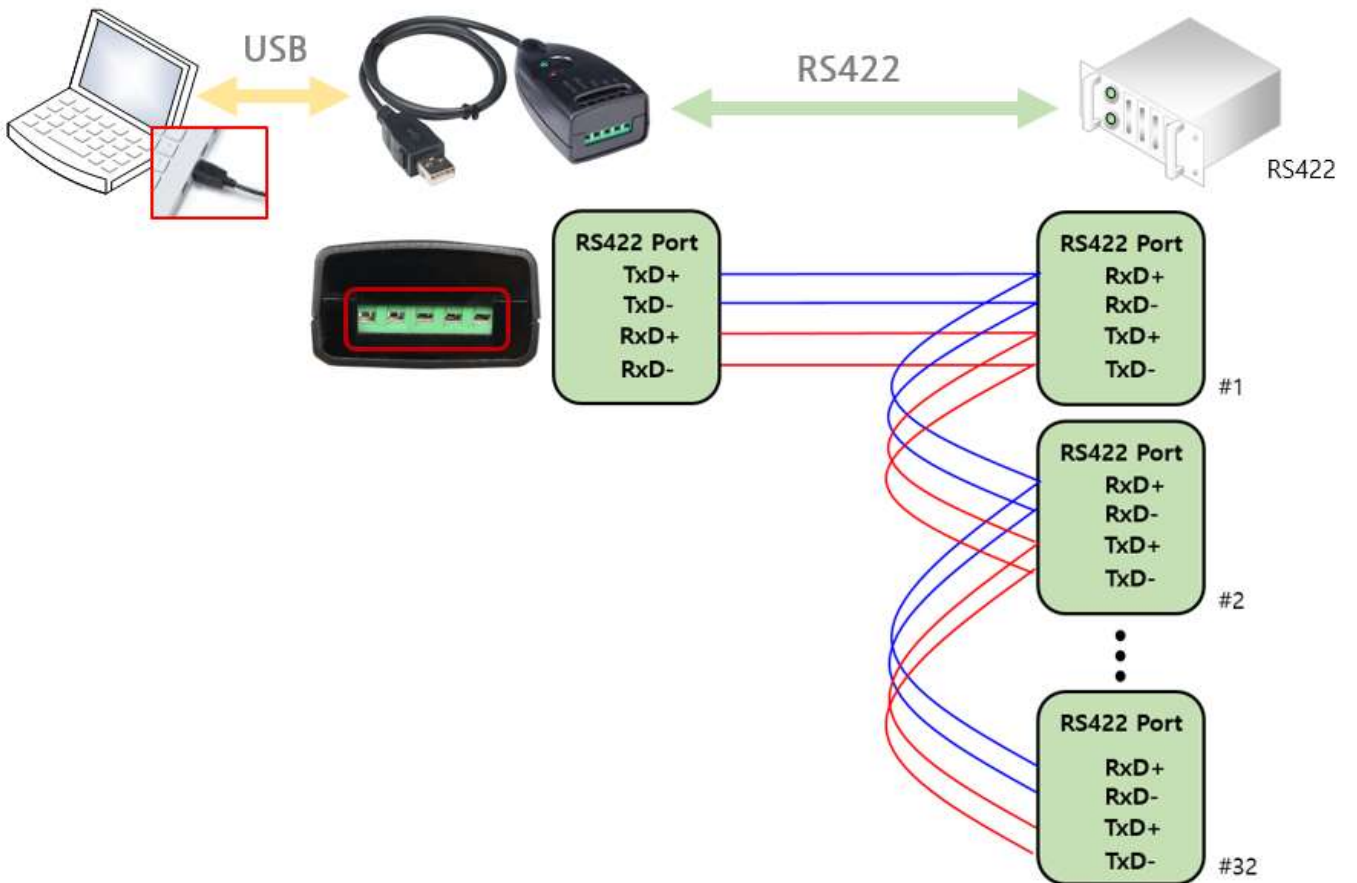 USB
RS422
RS422
RS422 Port
TxD+
TxD-
RxD+
RxD-
RS422 Port
RxD+
RxD-
TxD+
TxD-
#1
RS422 Port
RxD+
RxD-
TxD+
TxD-
#2
RS422 Port
RxD+
RxD-
TxD+
TxD-
#32